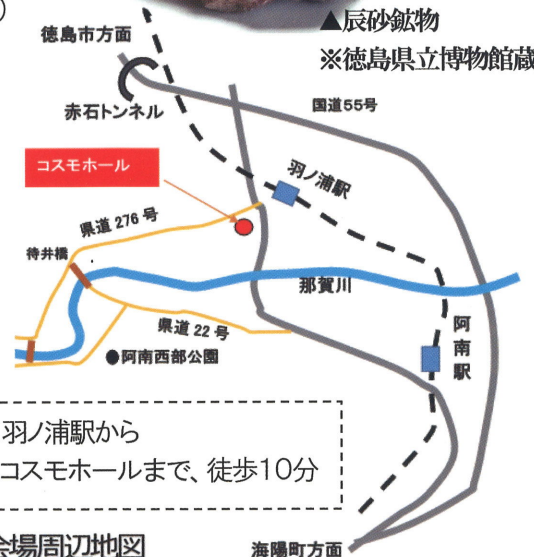 ▲辰砂鉱物
※徳島県立博物館蔵
徳島市方面
赤石トンネル
国道55号
コスモホール
羽ノ浦駅
県道276号
待井橋
那賀川
県道22号
阿南駅
●阿南西部公園
羽ノ浦駅から
コスモホールまで、徒歩10分
会場周辺地図
海陽町方面